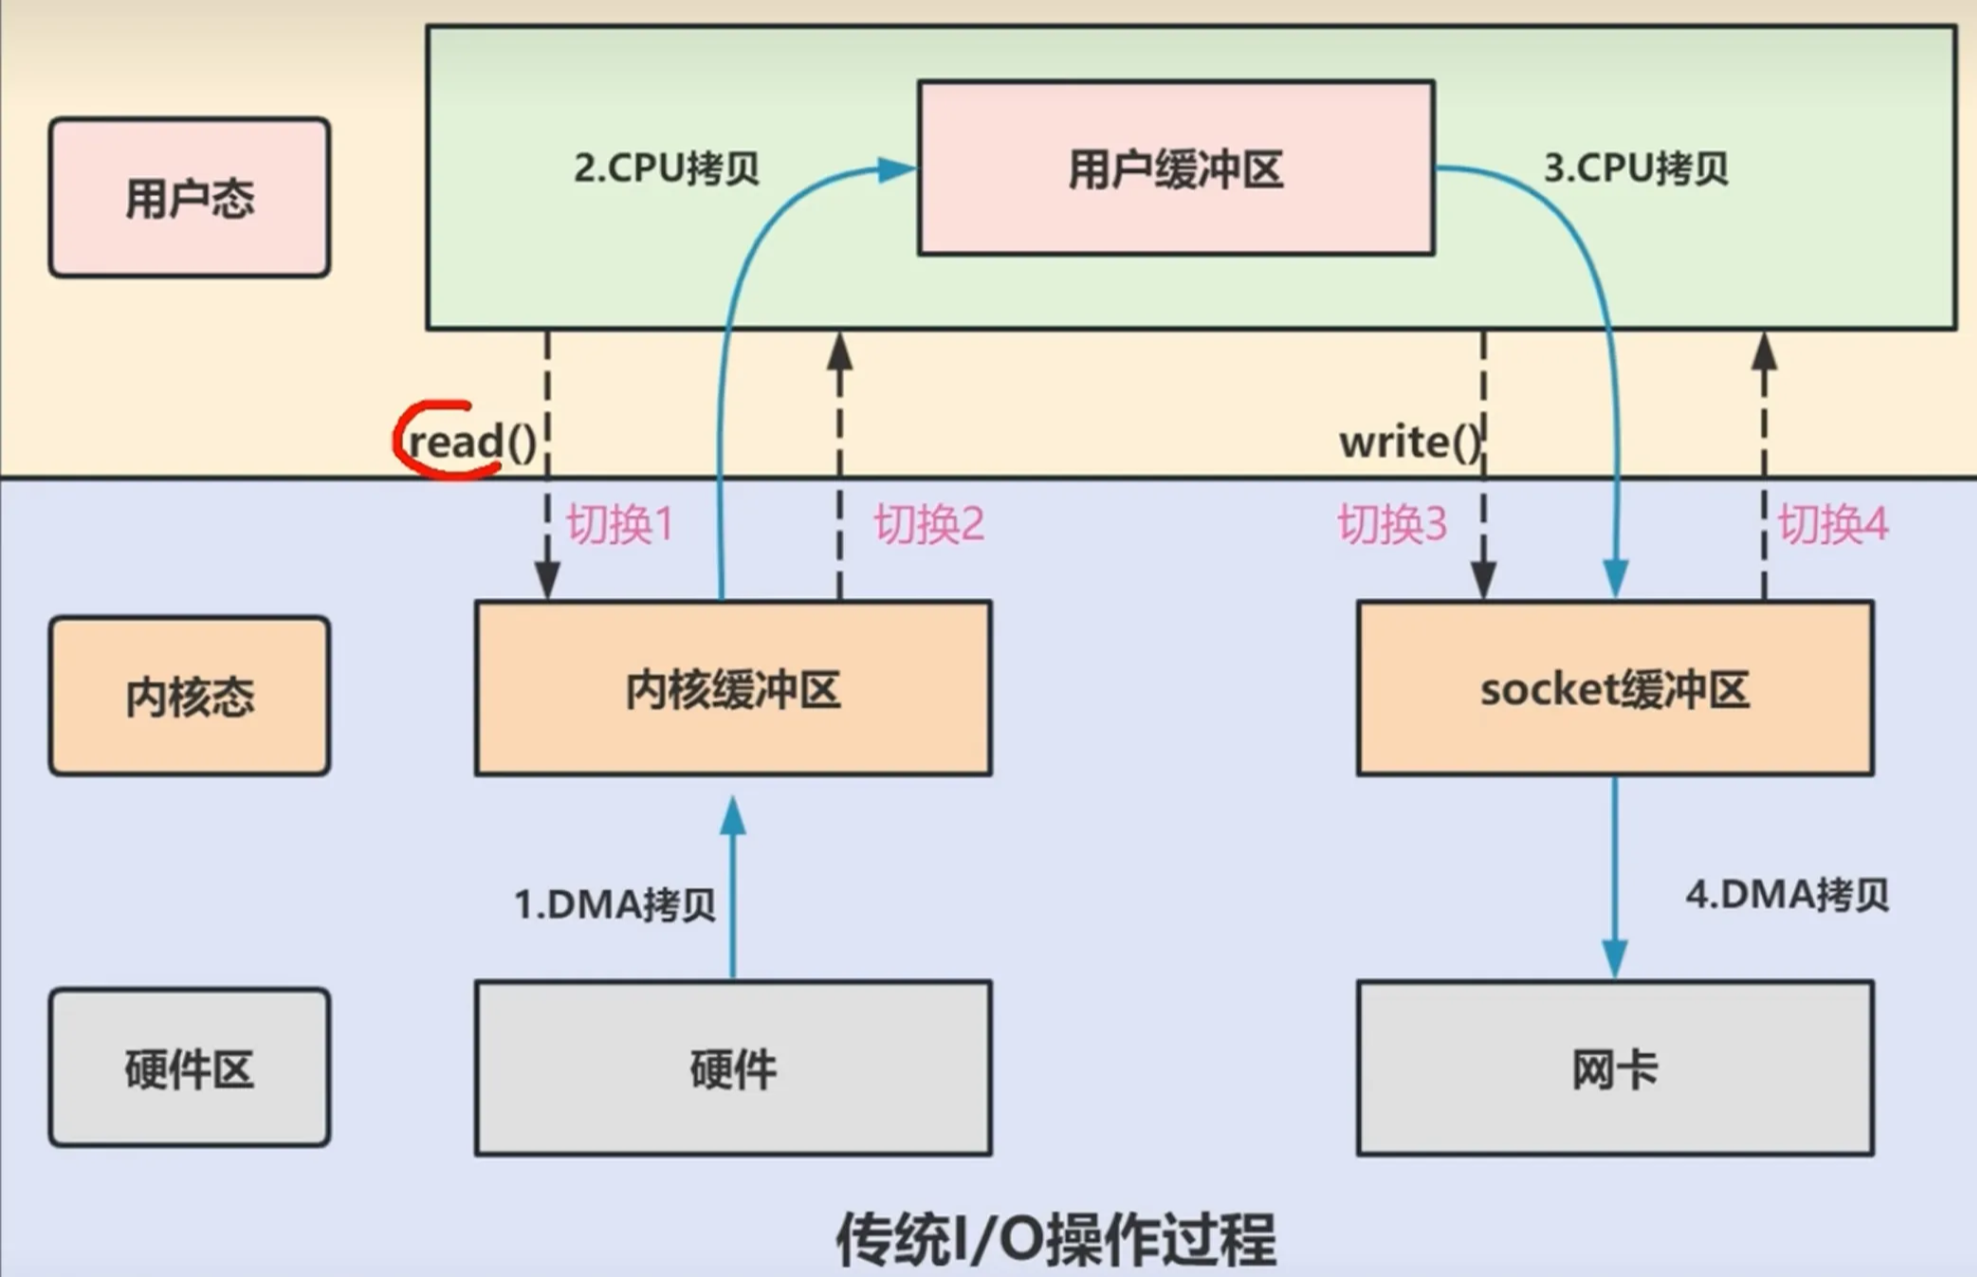 用户态
2.CPU拷贝
用户缓冲区
3.CPU拷贝
read()
write()
切换1
切换2
切换3
切换4
内核态
内核缓冲区
socket缓冲区
1.DMA拷贝
4.DMA拷贝
硬件区
硬件
网卡
传统I/O操作过程